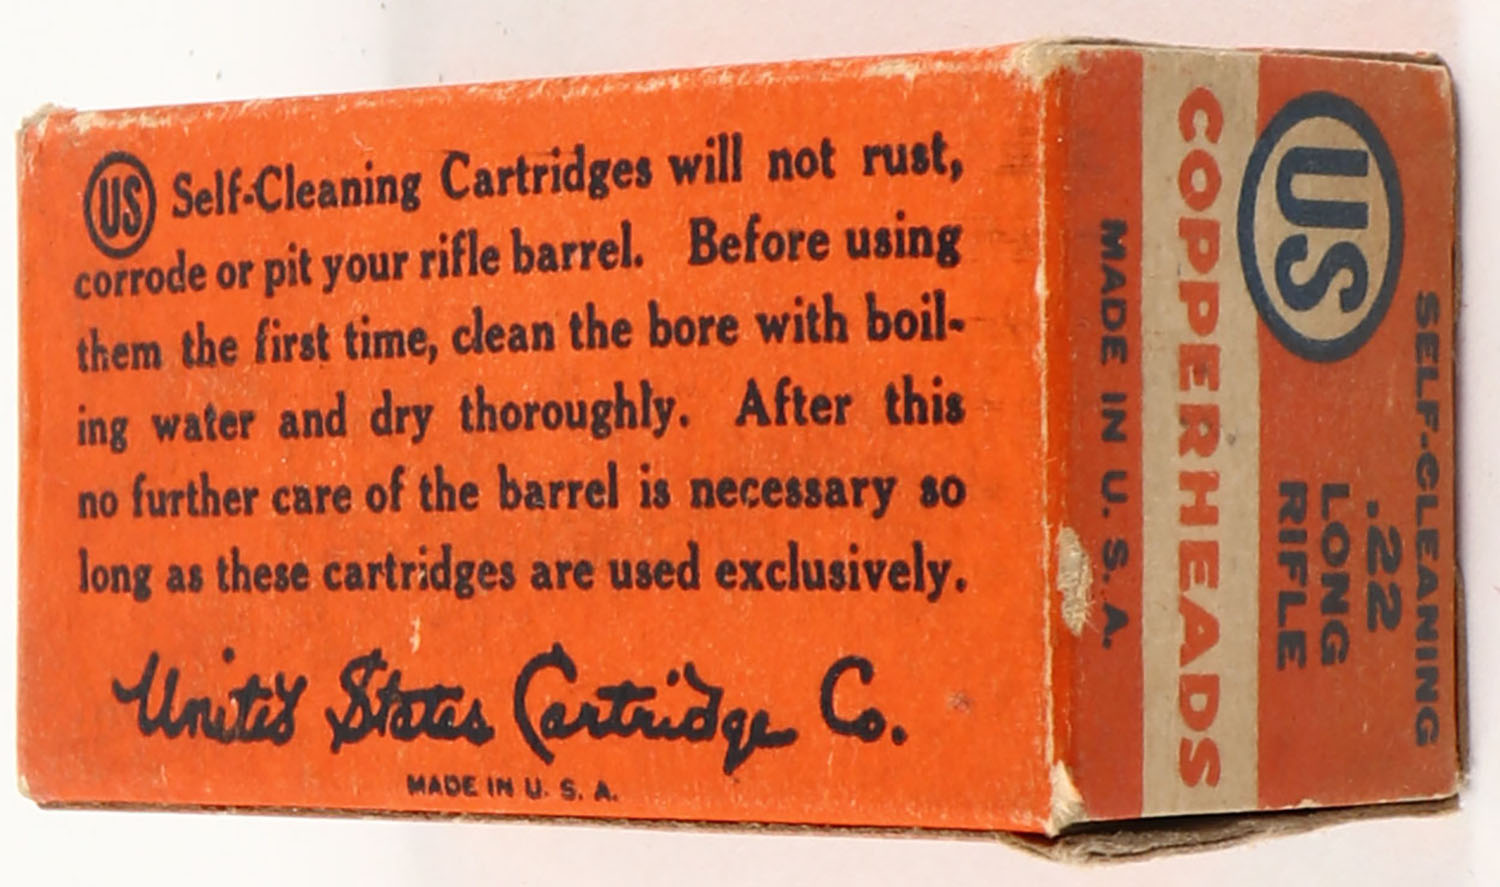 US Self-Cleaning Cartridges will not rust,
corrode or pit your rifle barrel. Before using
them the first time, clean the bore with boil-
ing water and dry thoroughly. After this
no further care of the barrel is necessary so
long as these cartridges are used exclusively.
United States Cartridge Co.
MADE IN U. S. A.
SELF-CLEANING
.22
LONG
RIFLE
US
COPPERHEADS
MADE IN U. S. A.